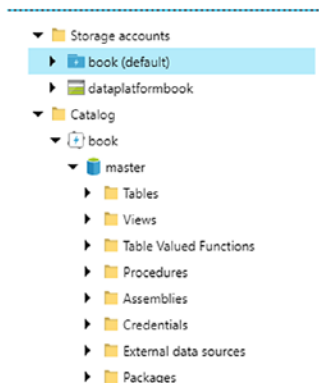 Storage accounts
book (default)
dataplatformbook
Catalog
book
master
Tables
Views
Table Valued Functions
Procedures
Assemblies
Credentials
External data sources
Packages